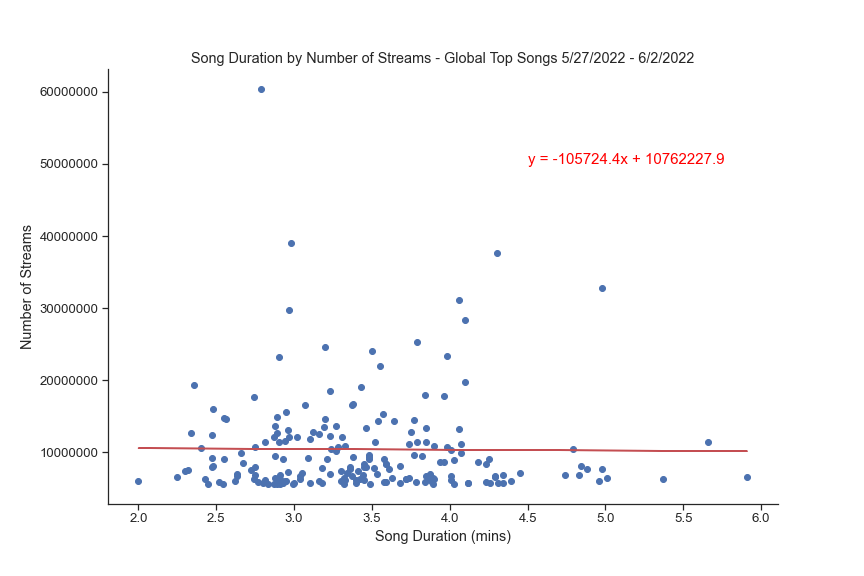 Song Duration by Number of Streams - Global Top Songs 5/27/2022 - 6/2/2022
60000000
50000000
40000000
30000000
20000000
10000000
Number of Streams
y = -105724.4x + 10762227.9
2.0 2.5 3.0 3.5 4.0 4.5 5.0 5.5 6.0
Song Duration (mins)